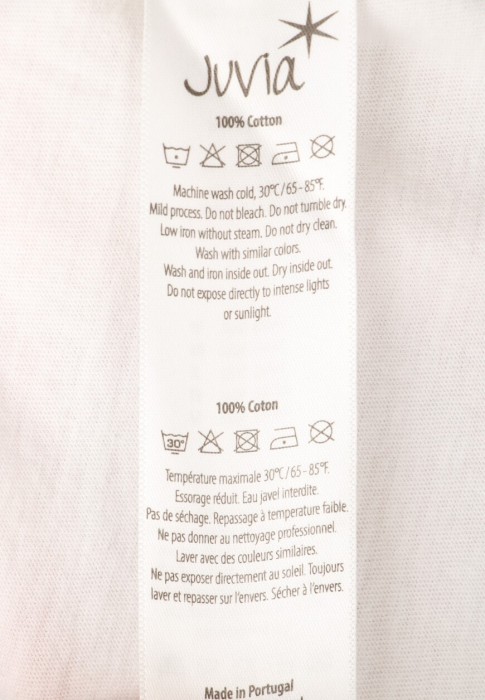 Juvia
100% Cotton
Machine wash cold, 30°C/65-85°F.
Mild process. Do not bleach. Do not tumble dry.
Low iron without steam. Do not dry clean.
Wash with similar colors.
Wash and iron inside out. Dry inside out.
Do not expose directly to intense lights
or sunlight.
100% Coton
30°
Température maximale 30°C/65-85°F.
Essorage réduit. Eau javel interdite.
Pas de séchage. Repassage à temperature faible.
Ne pas donner au nettoyage professionnel.
Laver avec des couleurs similaires.
Ne pas exposer directement au soleil. Toujours
laver et repasser sur l'envers. Sécher à l'envers.
Made in Portugal